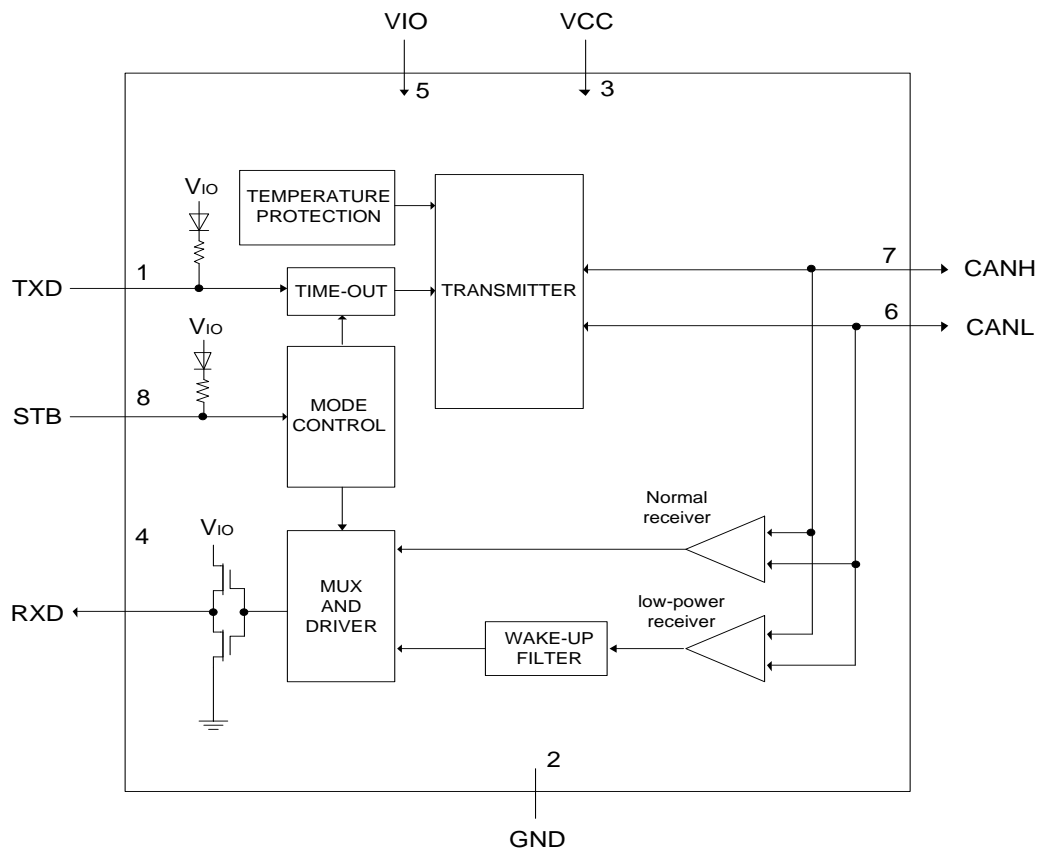 VIO
VCC
5
3
VIO
TEMPERATURE
PROTECTION
TXD
1
TIME-OUT
TRANSMITTER
7
CANH
6
CANL
VIO
STB
8
MODE
CONTROL
Normal
receiver
4
VIO
RXD
MUX
AND
DRIVER
low-power
receiver
WAKE-UP
FILTER
2
GND